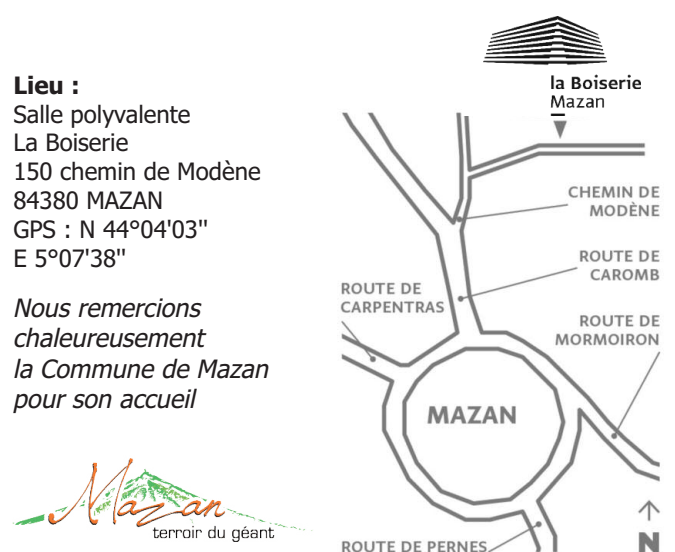 Lieu :
Salle polyvalente
La Boiserie
150 chemin de Modène
84380 MAZAN
GPS : N 44°04'03''
E 5°07'38''
Nous remercions
chaleureusement
la Commune de Mazan
pour son accueil
Mazan
terroir du géant
la Boiserie
Mazan
CHEMIN DE
MODÈNE
ROUTE DE
CAROMB
ROUTE DE
CARPENTRAS
ROUTE DE
MORMOIRON
MAZAN
ROUTE DE PERNES
N